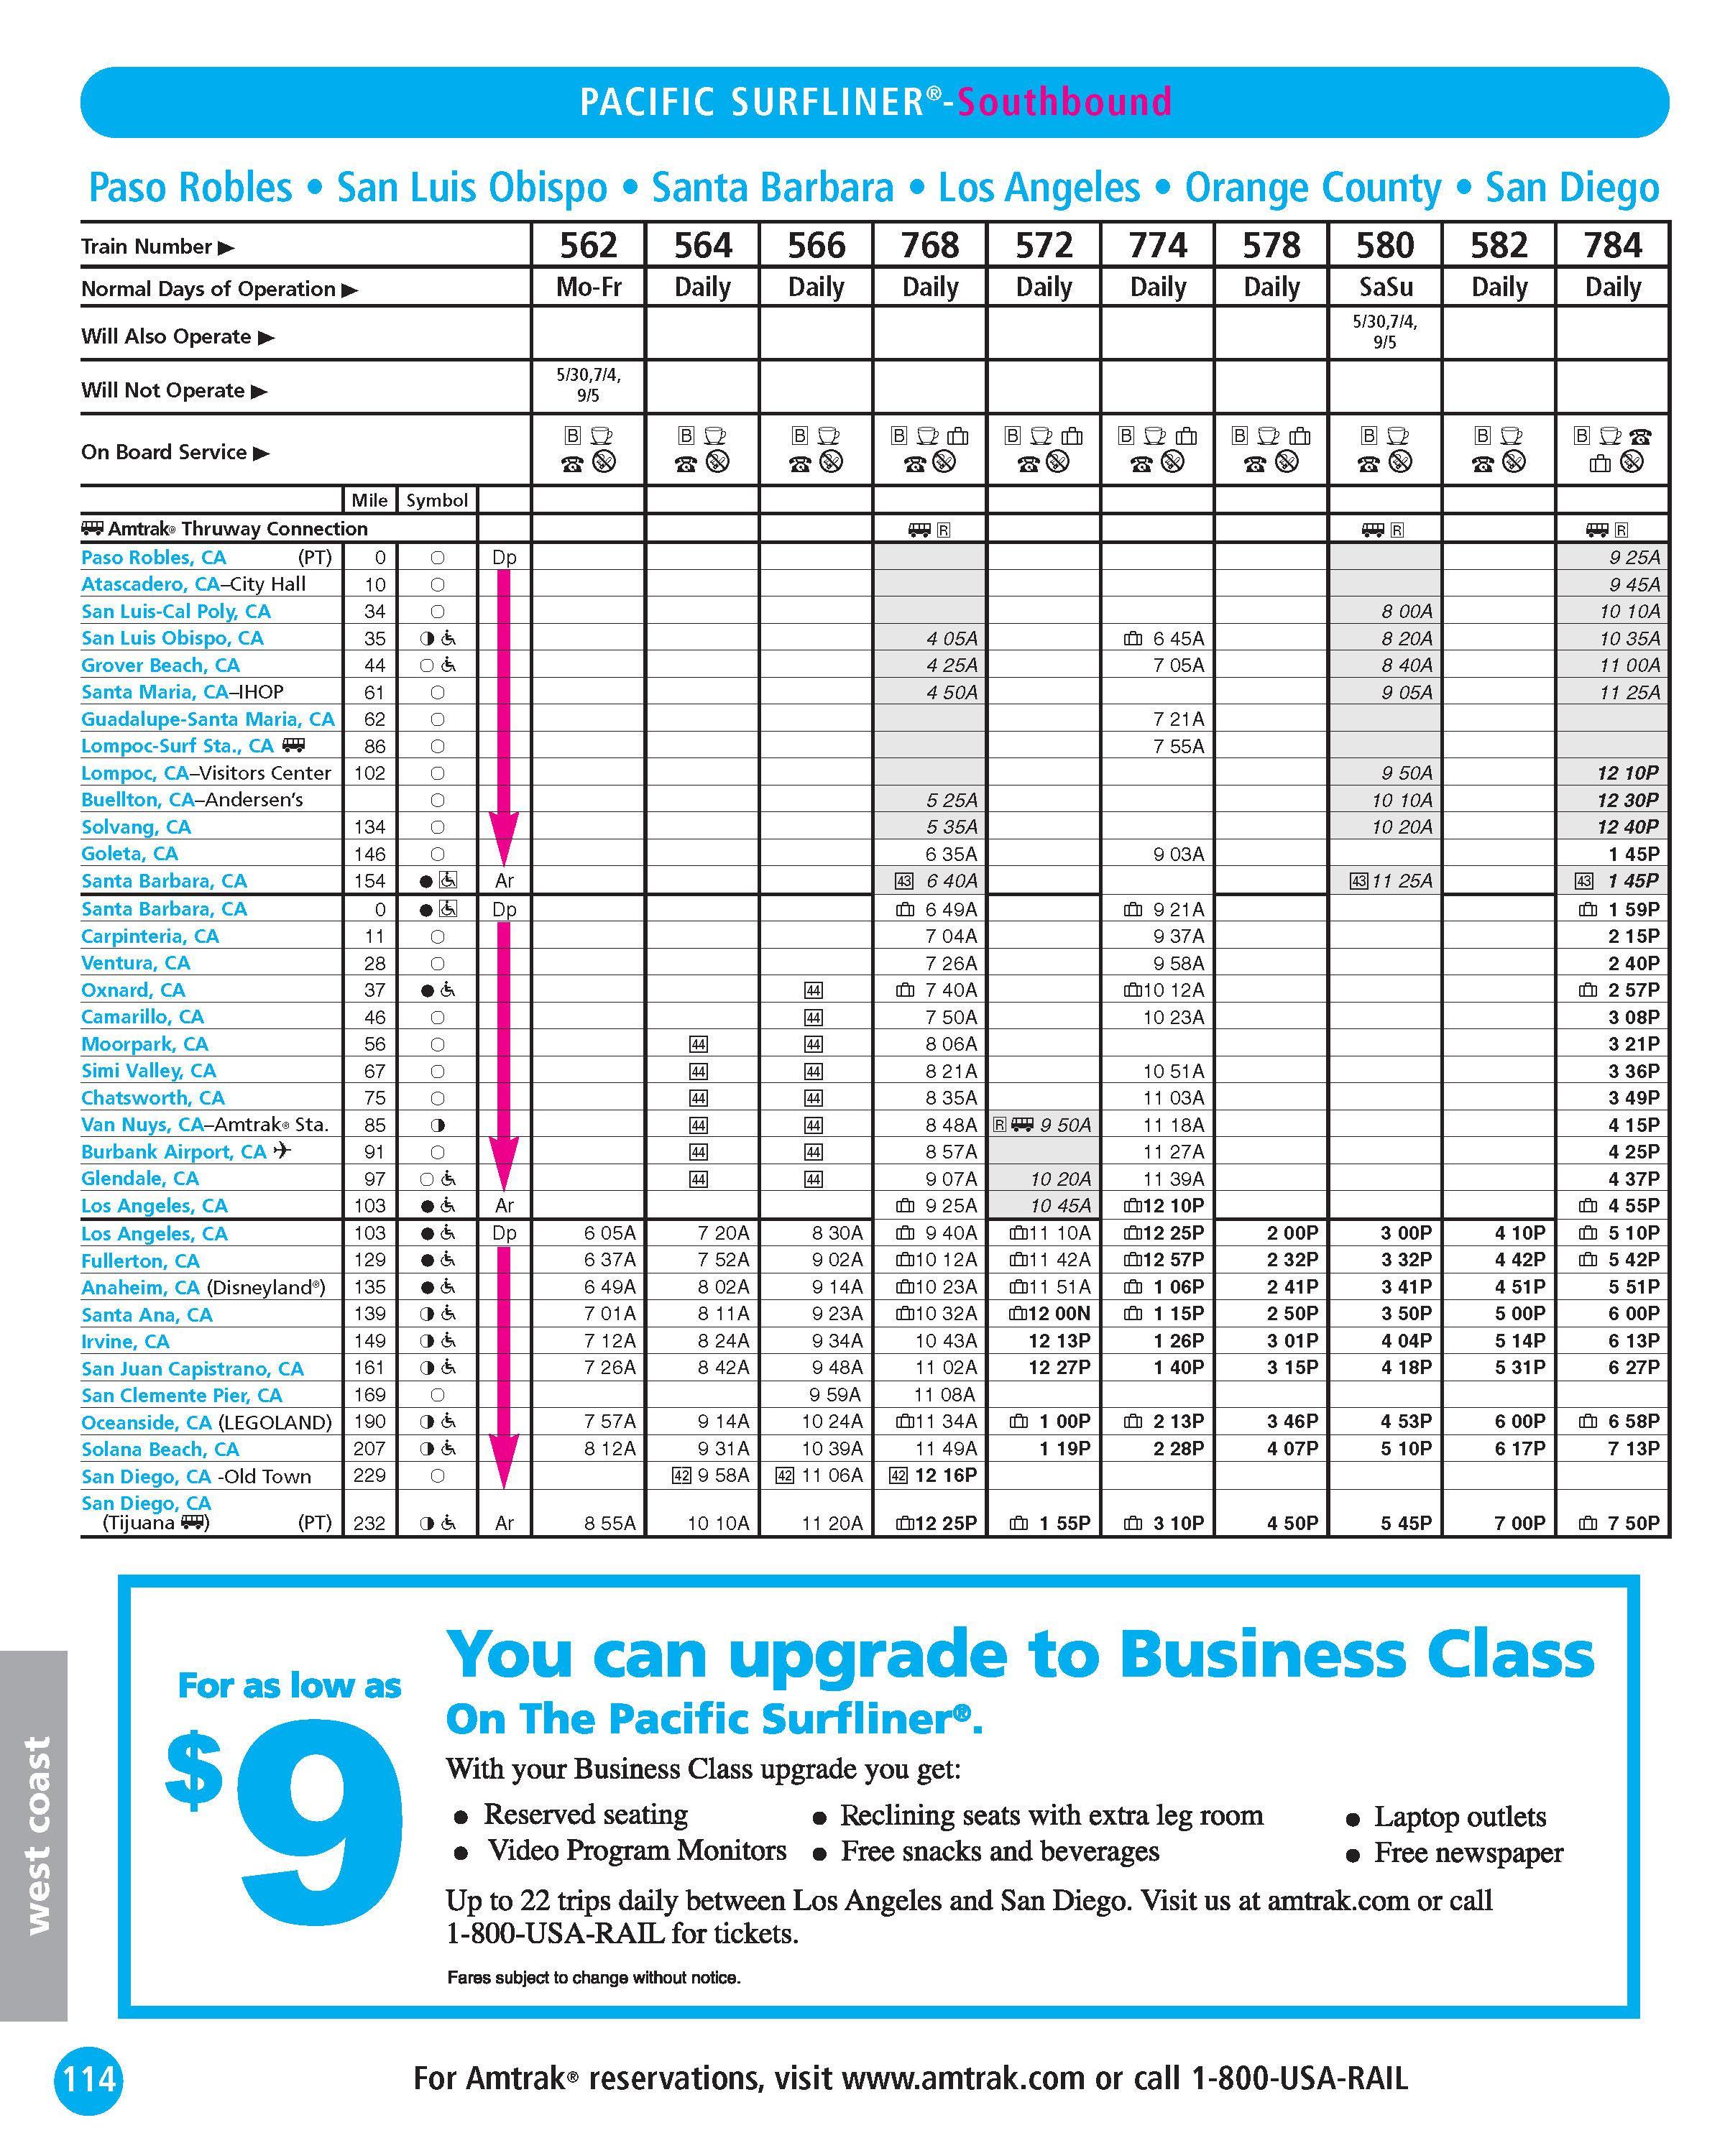 PACIFIC SURFLINER®-Southbound
Paso Robles • San Luis Obispo • Santa Barbara • Los Angeles • Orange County • San Diego
Train Number ▶ 562 564 566 768 572 774 578 580 582 784
Normal Days of Operation ▶ Mo-Fr Daily Daily Daily Daily Daily Daily SaSu Daily Daily
Will Also Operate ▶ 5/30,7/4, 9/5
Will Not Operate ▶ 5/30,7/4, 9/5
On Board Service ▶ B B B B B B B B B B
Mile Symbol
Amtrak® Thruway Connection R R R
Paso Robles, CA (PT) 0 Dp 9 25A
Atascadero, CA–City Hall 10 9 45A
San Luis-Cal Poly, CA 34 8 00A 10 10A
San Luis Obispo, CA 35 4 05A 6 45A 8 20A 10 35A
Grover Beach, CA 44 4 25A 7 05A 8 40A 11 00A
Santa Maria, CA–IHOP 61 4 50A 9 05A 11 25A
Guadalupe-Santa Maria, CA 62 7 21A
Lompoc-Surf Sta., CA 86 7 55A
Lompoc, CA–Visitors Center 102 9 50A 12 10P
Buellton, CA–Andersen's 5 25A 10 10A 12 30P
Solvang, CA 134 5 35A 10 20A 12 40P
Goleta, CA 146 6 35A 9 03A 1 45P
Santa Barbara, CA 154 Ar 43 6 40A 43 11 25A 43 1 45P
Santa Barbara, CA 0 Dp 6 49A 9 21A 1 59P
Carpinteria, CA 11 7 04A 9 37A 2 15P
Ventura, CA 28 7 26A 9 58A 2 40P
Oxnard, CA 37 44 7 40A 10 12A 2 57P
Camarillo, CA 46 44 7 50A 10 23A 3 08P
Moorpark, CA 56 44 44 8 06A 3 21P
Simi Valley, CA 67 44 44 8 21A 10 51A 3 36P
Chatsworth, CA 75 44 44 8 35A 11 03A 3 49P
Van Nuys, CA–Amtrak® Sta. 85 44 44 8 48A R 9 50A 11 18A 4 15P
Burbank Airport, CA 91 44 44 8 57A 11 27A 4 25P
Glendale, CA 97 44 44 9 07A 10 20A 11 39A 4 37P
Los Angeles, CA 103 Ar 9 25A 10 45A 12 10P 4 55P
Los Angeles, CA 103 Dp 6 05A 7 20A 8 30A 9 40A 11 10A 12 25P 2 00P 3 00P 4 10P 5 10P
Fullerton, CA 129 6 37A 7 52A 9 02A 10 12A 11 42A 12 57P 2 32P 3 32P 4 42P 5 42P
Anaheim, CA (Disneyland®) 135 6 49A 8 02A 9 14A 10 23A 11 51A 1 06P 2 41P 3 41P 4 51P 5 51P
Santa Ana, CA 139 7 01A 8 11A 9 23A 10 32A 12 00N 1 15P 2 50P 3 50P 5 00P 6 00P
Irvine, CA 149 7 12A 8 24A 9 34A 10 43A 12 13P 1 26P 3 01P 4 04P 5 14P 6 13P
San Juan Capistrano, CA 161 7 26A 8 42A 9 48A 11 02A 12 27P 1 40P 3 15P 4 18P 5 31P 6 27P
San Clemente Pier, CA 169 9 59A 11 08A
Oceanside, CA (LEGOLAND) 190 7 57A 9 14A 10 24A 11 34A 1 00P 2 13P 3 46P 4 53P 6 00P 6 58P
Solana Beach, CA 207 8 12A 9 31A 10 39A 11 49A 1 19P 2 28P 4 07P 5 10P 6 17P 7 13P
San Diego, CA -Old Town 229 42 9 58A 42 11 06A 42 12 16P
San Diego, CA
(Tijuana ) (PT) 232 Ar 8 55A 10 10A 11 20A 12 25P 1 55P 3 10P 4 50P 5 45P 7 00P 7 50P
For as low as
$9
You can upgrade to Business Class
On The Pacific Surfliner®.
With your Business Class upgrade you get:
• Reserved seating • Reclining seats with extra leg room • Laptop outlets
• Video Program Monitors • Free snacks and beverages • Free newspaper
Up to 22 trips daily between Los Angeles and San Diego. Visit us at amtrak.com or call
1-800-USA-RAIL for tickets.
Fares subject to change without notice.
west coast
114
For Amtrak® reservations, visit www.amtrak.com or call 1-800-USA-RAIL